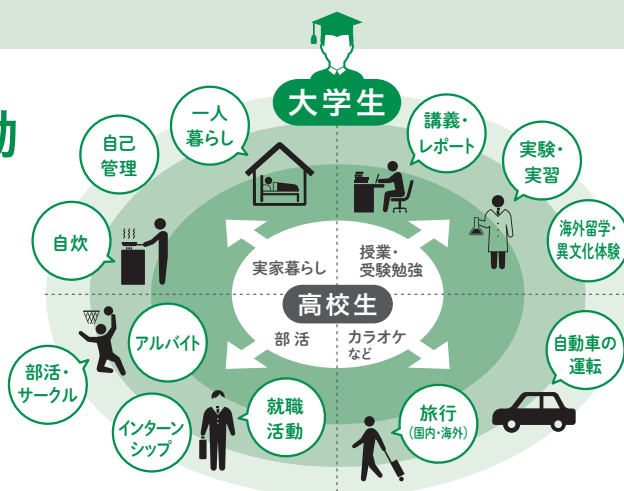 動
大学生
一人
暮らし
自己
管理
自炊
講義・
レポート
実験・
実習
海外留学・
異文化体験
実家暮らし
授業・
受験勉強
高校生
部活
カラオケ
など
アルバイト
部活・
サークル
インターン
シップ
就職
活動
旅行
(国内・海外)
自動車の
運転